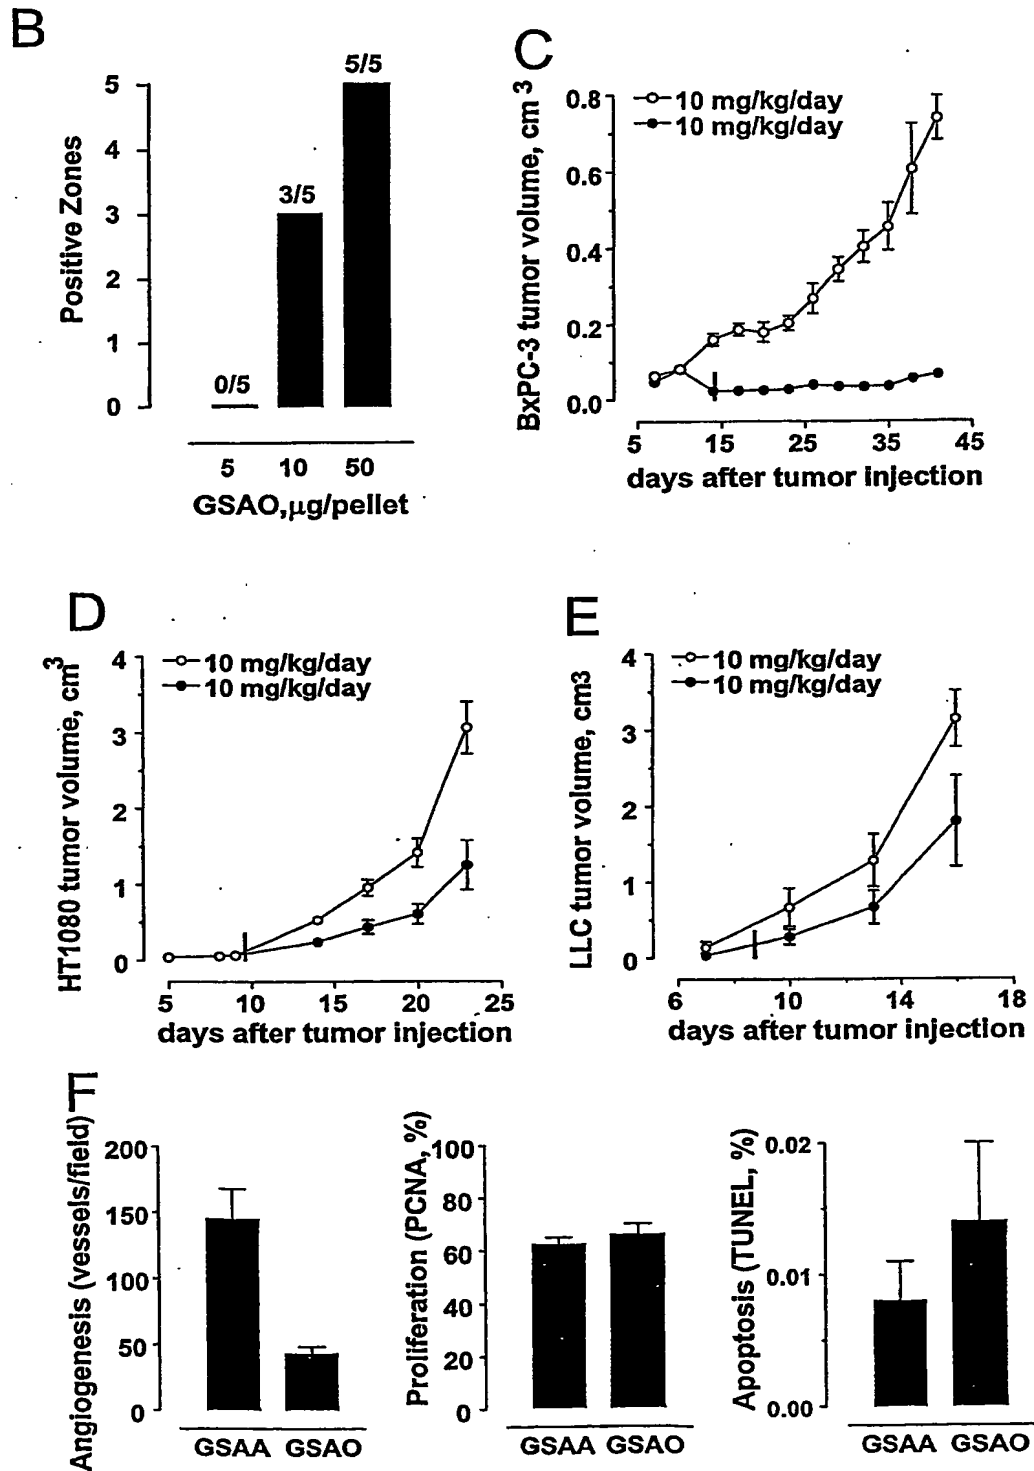 B
5/5
3/5
0/5
Positive Zones
5
4
3
2
1
0
5 10 50
GSAO,μg/pellet
C
10 mg/kg/day
10 mg/kg/day
BxPC-3 tumor volume, cm 3
0.8
0.6
0.4
0.2
0.0
5 15 25 35 45
days after tumor injection
D
10 mg/kg/day
10 mg/kg/day
HT1080 tumor volume, cm3
4
3
2
1
0
5 10 15 20 25
days after tumor injection
E
10 mg/kg/day
10 mg/kg/day
LLC tumor volume, cm3
4
3
2
1
0
6 10 14 18
days after tumor injection
F
Angiogenesis (vessels/field)
200
150
100
50
0
GSAA GSAO
Proliferation (PCNA, %)
100
80
60
40
20
0
GSAA GSAO
Apoptosis (TUNEL, %)
0.02
0.01
0.00
GSAA GSAO